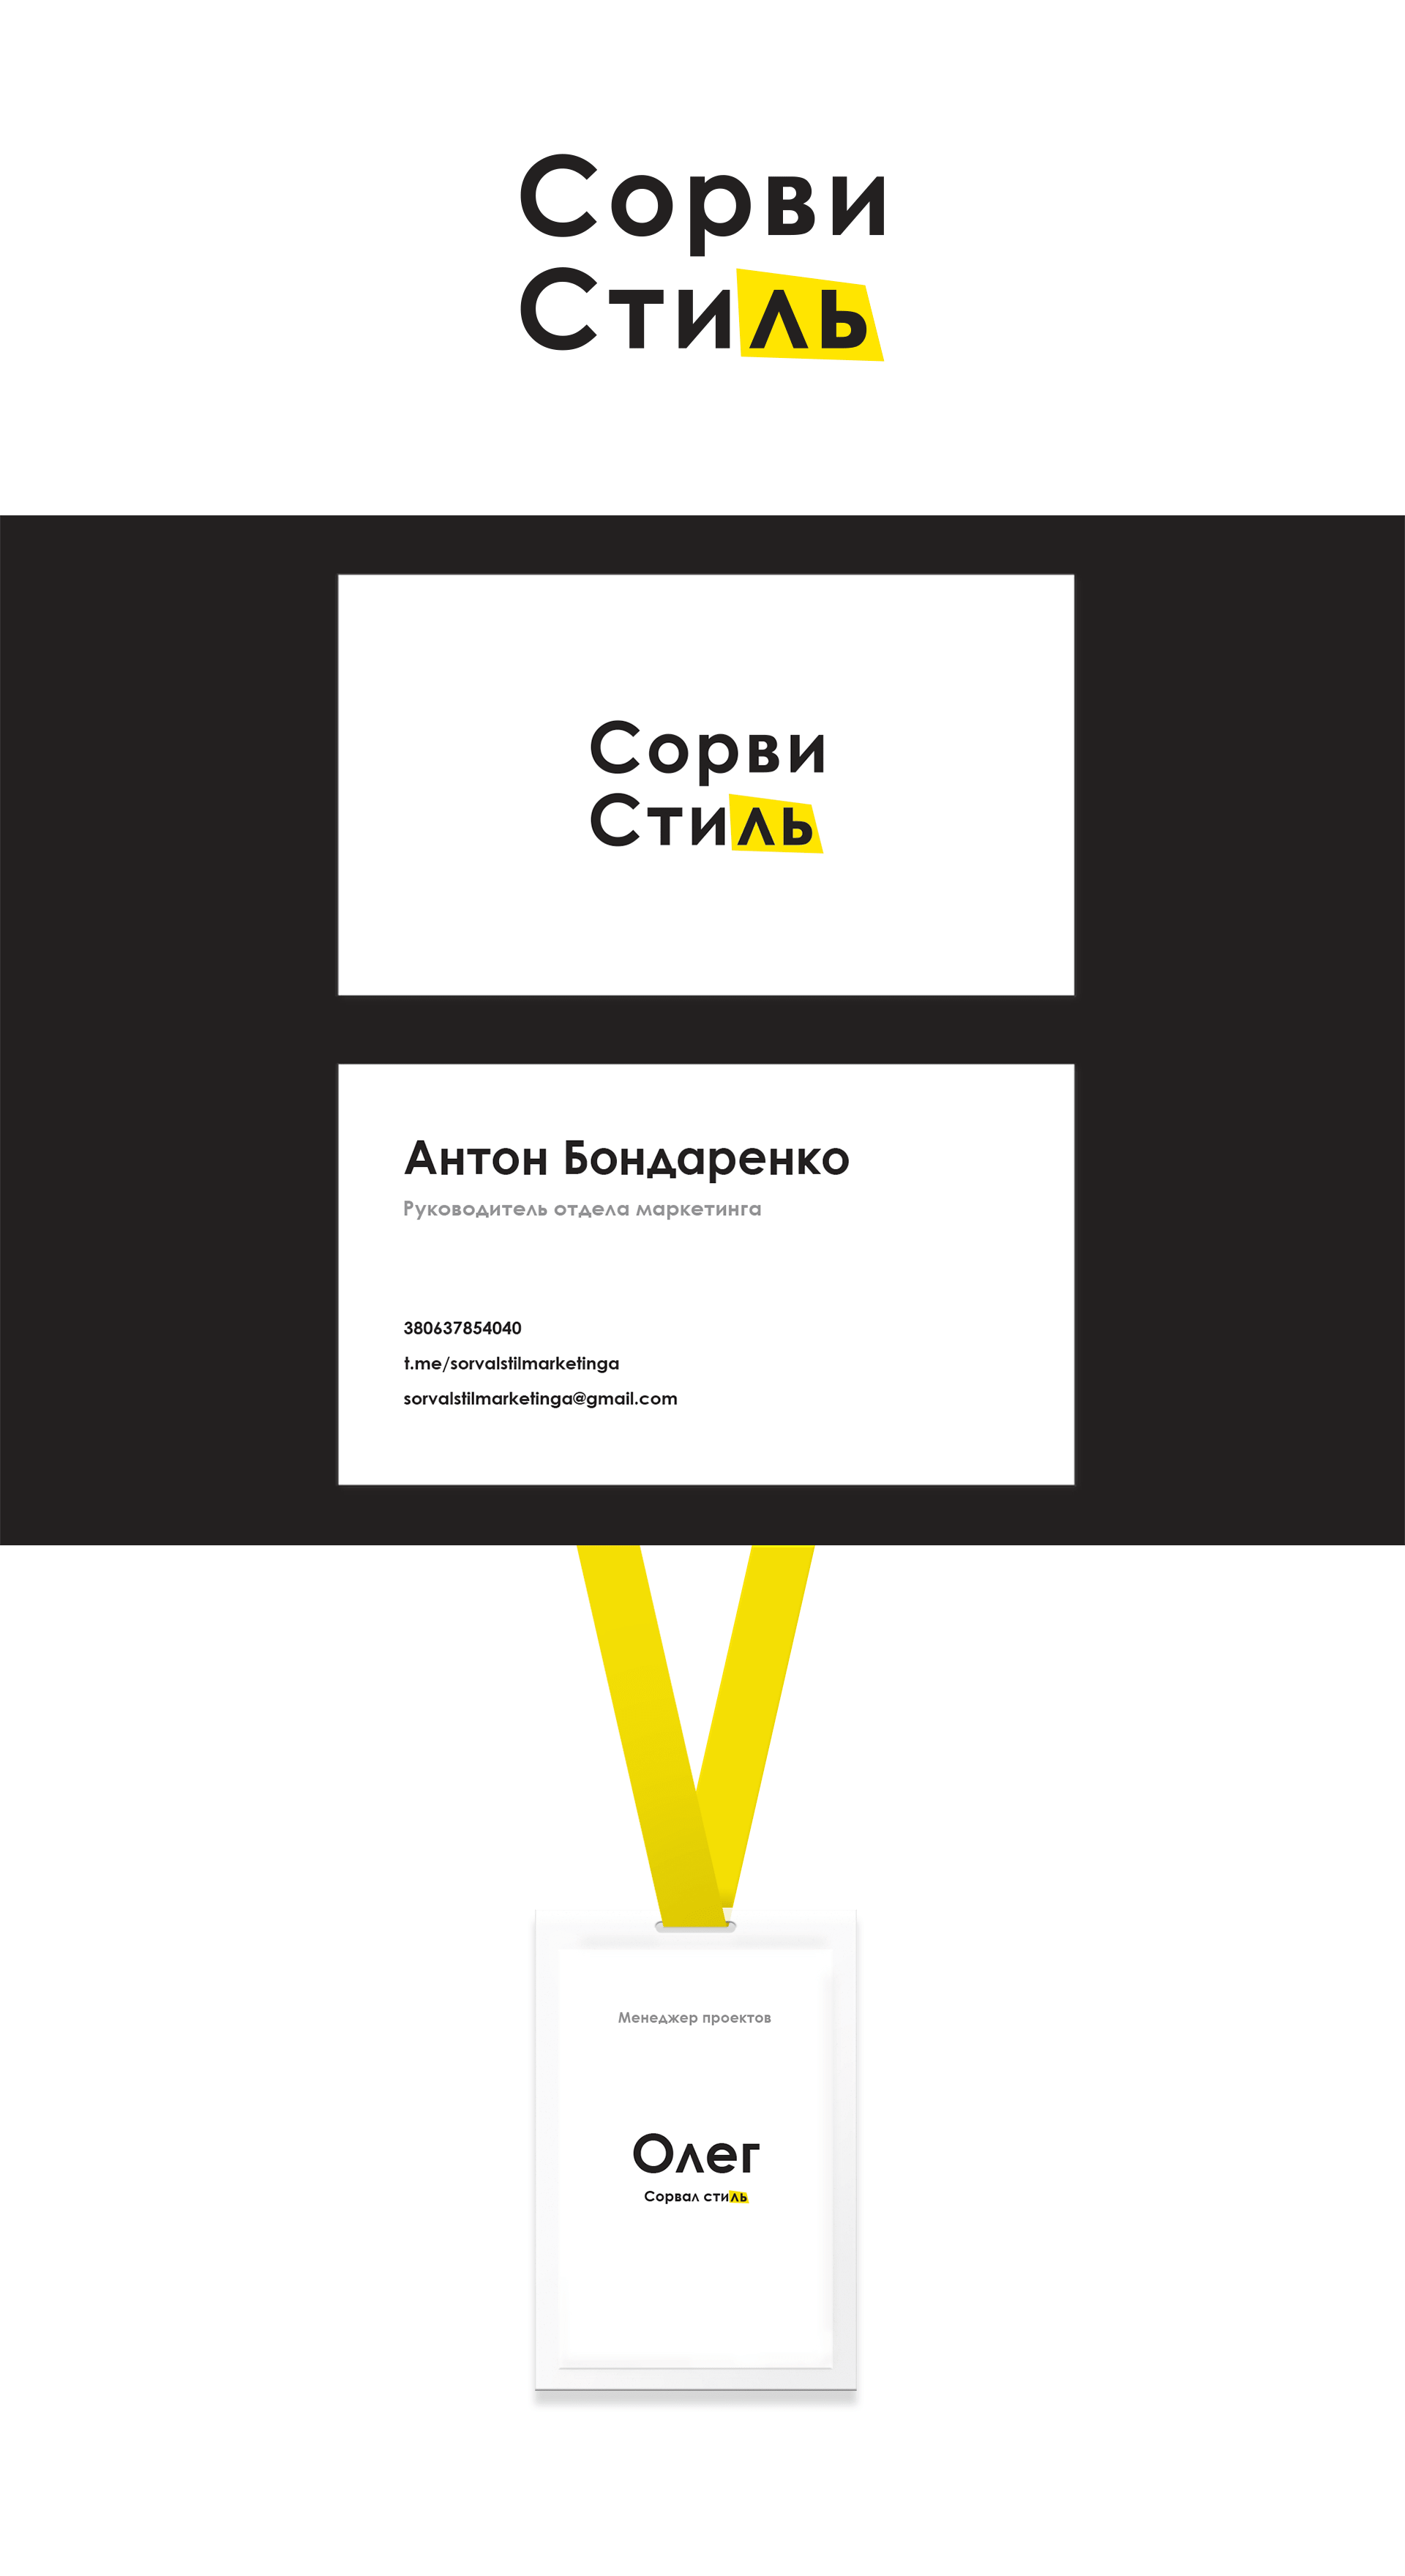 Сорви
Стиль
Сорви
Стиль
Антон Бондаренко
Руководитель отдела маркетинга
380637854040
t.me/sorvalstilmarketinga
sorvalstilmarketinga@gmail.com
Менеджер проектов
Олег
Сорвал стиль